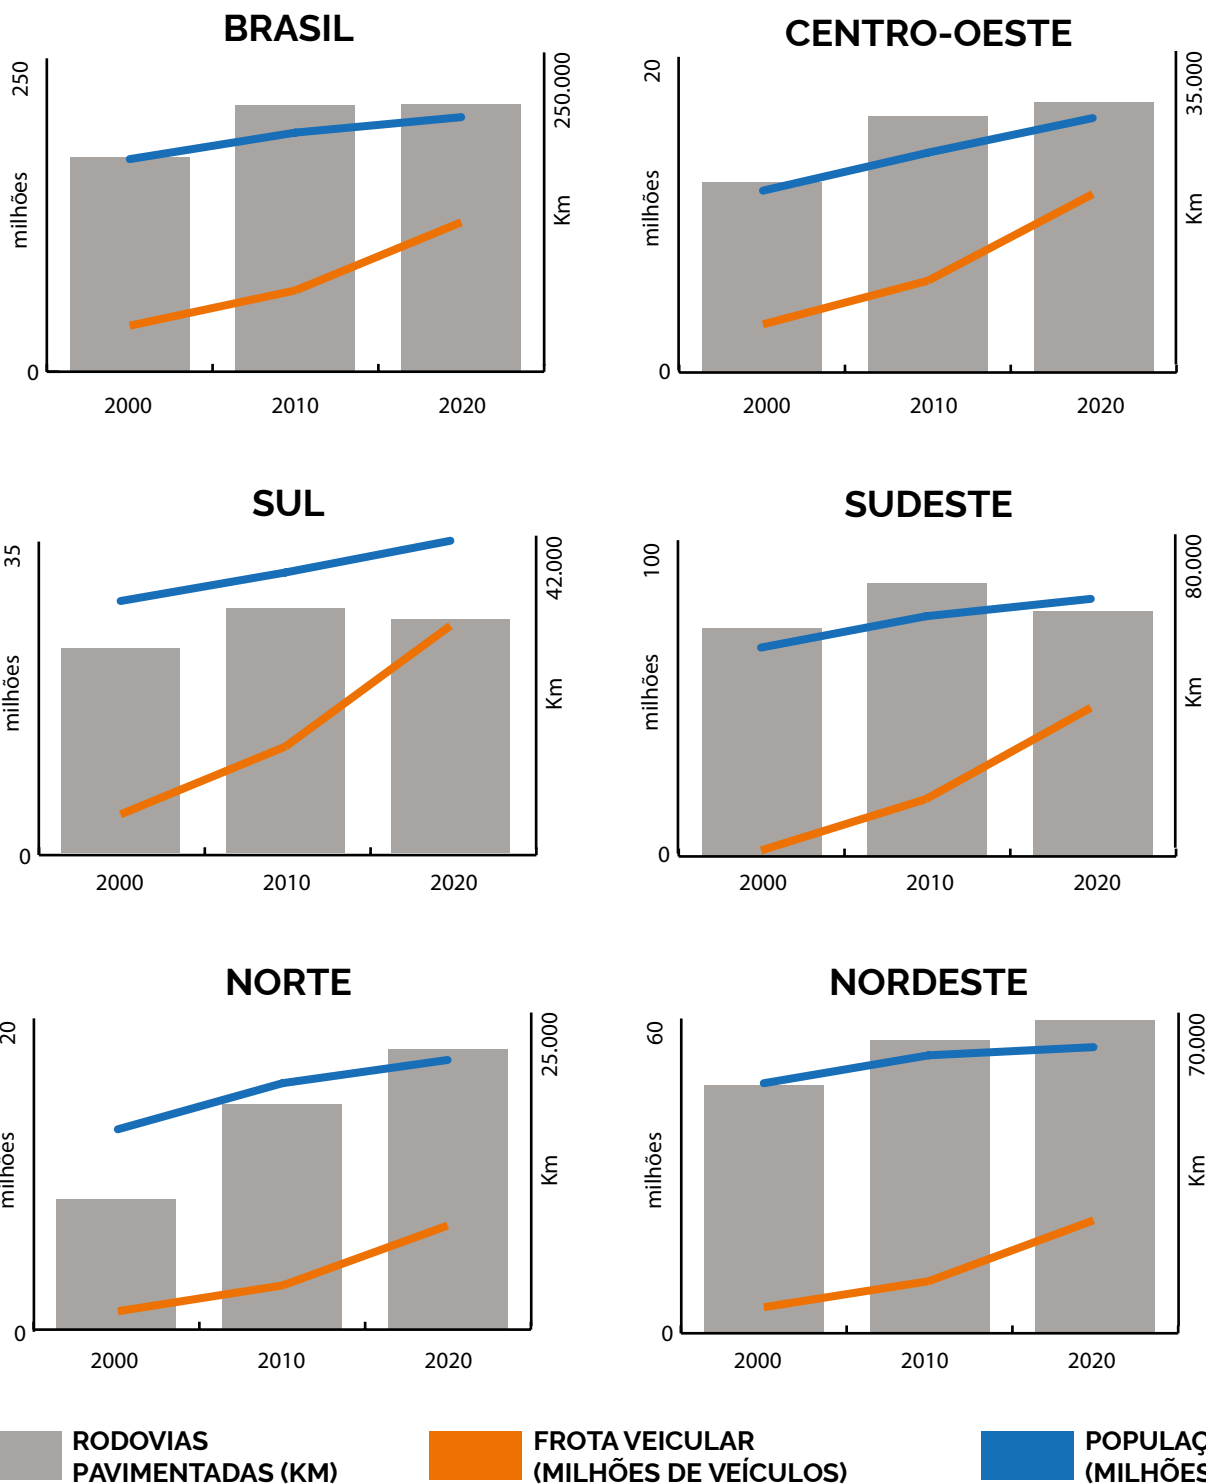 BRASIL
250
milhões
0
250.000
Km
2000 2010 2020
CENTRO-OESTE
20
milhões
0
35.000
Km
2000 2010 2020
SUL
35
milhões
0
42.000
Km
2000 2010 2020
SUDESTE
100
milhões
0
80.000
Km
2000 2010 2020
NORTE
20
milhões
0
25.000
Km
2000 2010 2020
NORDESTE
60
milhões
0
70.000
Km
2000 2010 2020
RODOVIAS
PAVIMENTADAS (KM)
FROTA VEICULAR
(MILHÕES DE VEÍCULOS)
POPULAÇ
(MILHÕES